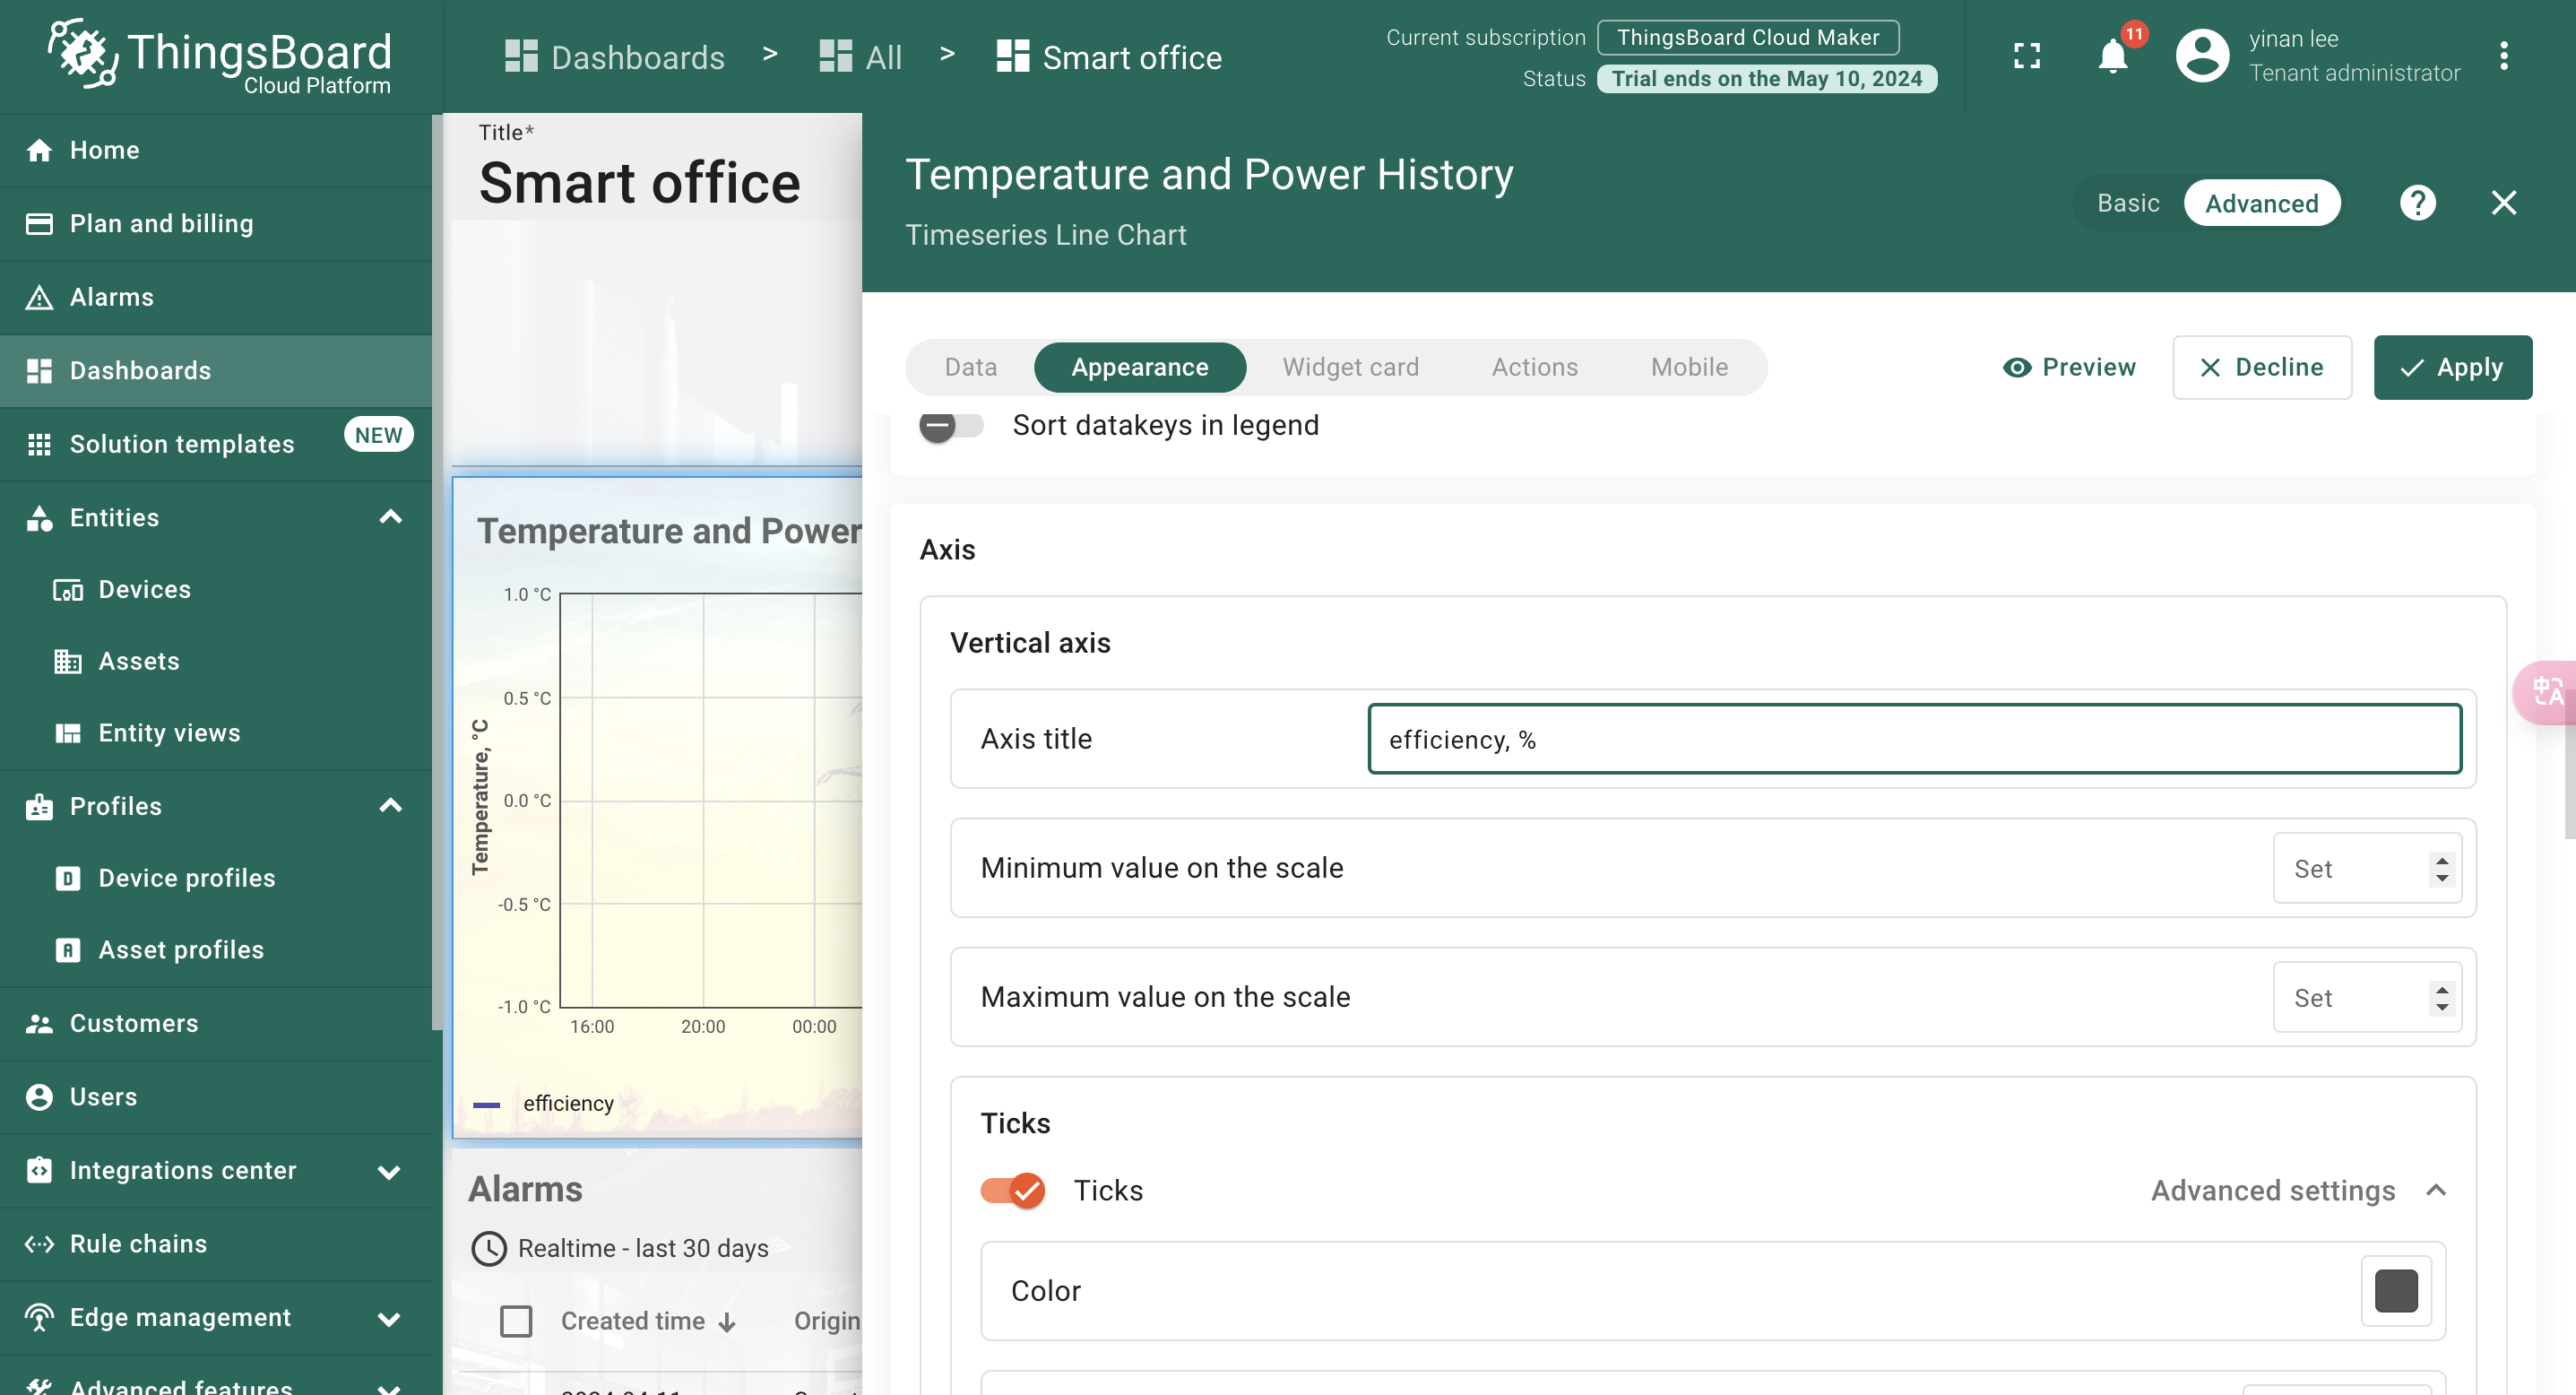 ThingsBoard
Cloud Platform
Dashboards > All > Smart office
Current subscription ThingsBoard Cloud Maker
Status Trial ends on the May 10, 2024
11
yinan lee
Tenant administrator
Home
Plan and billing
Alarms
Dashboards
Solution templates NEW
Entities
Devices
Assets
Entity views
Profiles
Device profiles
Asset profiles
Customers
Users
Integrations center
Rule chains
Edge management
Advanced features
Title*
Smart office
Temperature and Power
1.0 °C
0.5 °C
0.0 °C
-0.5 °C
-1.0 °C
Temperature, °C
16:00 20:00 00:00
efficiency
Alarms
Realtime - last 30 days
Created time Origin
Temperature and Power History
Timeseries Line Chart
Basic Advanced
Data Appearance Widget card Actions Mobile
Preview Decline Apply
Sort datakeys in legend
Axis
Vertical axis
Axis title efficiency, %
Minimum value on the scale Set
Maximum value on the scale Set
Ticks
Ticks Advanced settings
Color
中A